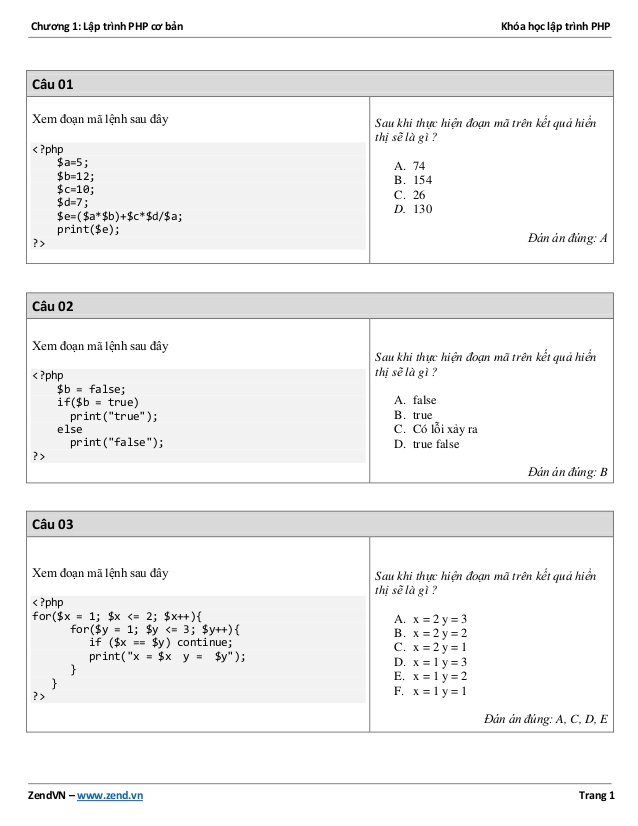 Chương 1: Lập trình PHP cơ bản
Khóa học lập trình PHP
Câu 01
Xem đoạn mã lệnh sau đây
<?php
$a=5;
$b=12;
$c=10;
$d=7;
$e=($a*$b)+$c*$d/$a;
print($e);
?>
Sau khi thực hiện đoạn mã trên kết quả hiển
thị sẽ là gì ?
A. 74
B. 154
C. 26
D. 130
Đán án đúng: A
Câu 02
Xem đoạn mã lệnh sau đây
<?php
$b = false;
if($b = true)
print("true");
else
print("false");
?>
Sau khi thực hiện đoạn mã trên kết quả hiển
thị sẽ là gì ?
A. false
B. true
C. Có lỗi xảy ra
D. true false
Đán án đúng: B
Câu 03
Xem đoạn mã lệnh sau đây
<?php
for($x = 1; $x <= 2; $x++){
for($y = 1; $y <= 3; $y++){
if ($x == $y) continue;
print("x = $x  y =  $y");
}
}
?>
Sau khi thực hiện đoạn mã trên kết quả hiển
thị sẽ là gì ?
A. x = 2 y = 3
B. x = 2 y = 2
C. x = 2 y = 1
D. x = 1 y = 3
E. x = 1 y = 2
F. x = 1 y = 1
Đán án đúng: A, C, D, E
ZendVN – www.zend.vn
Trang 1